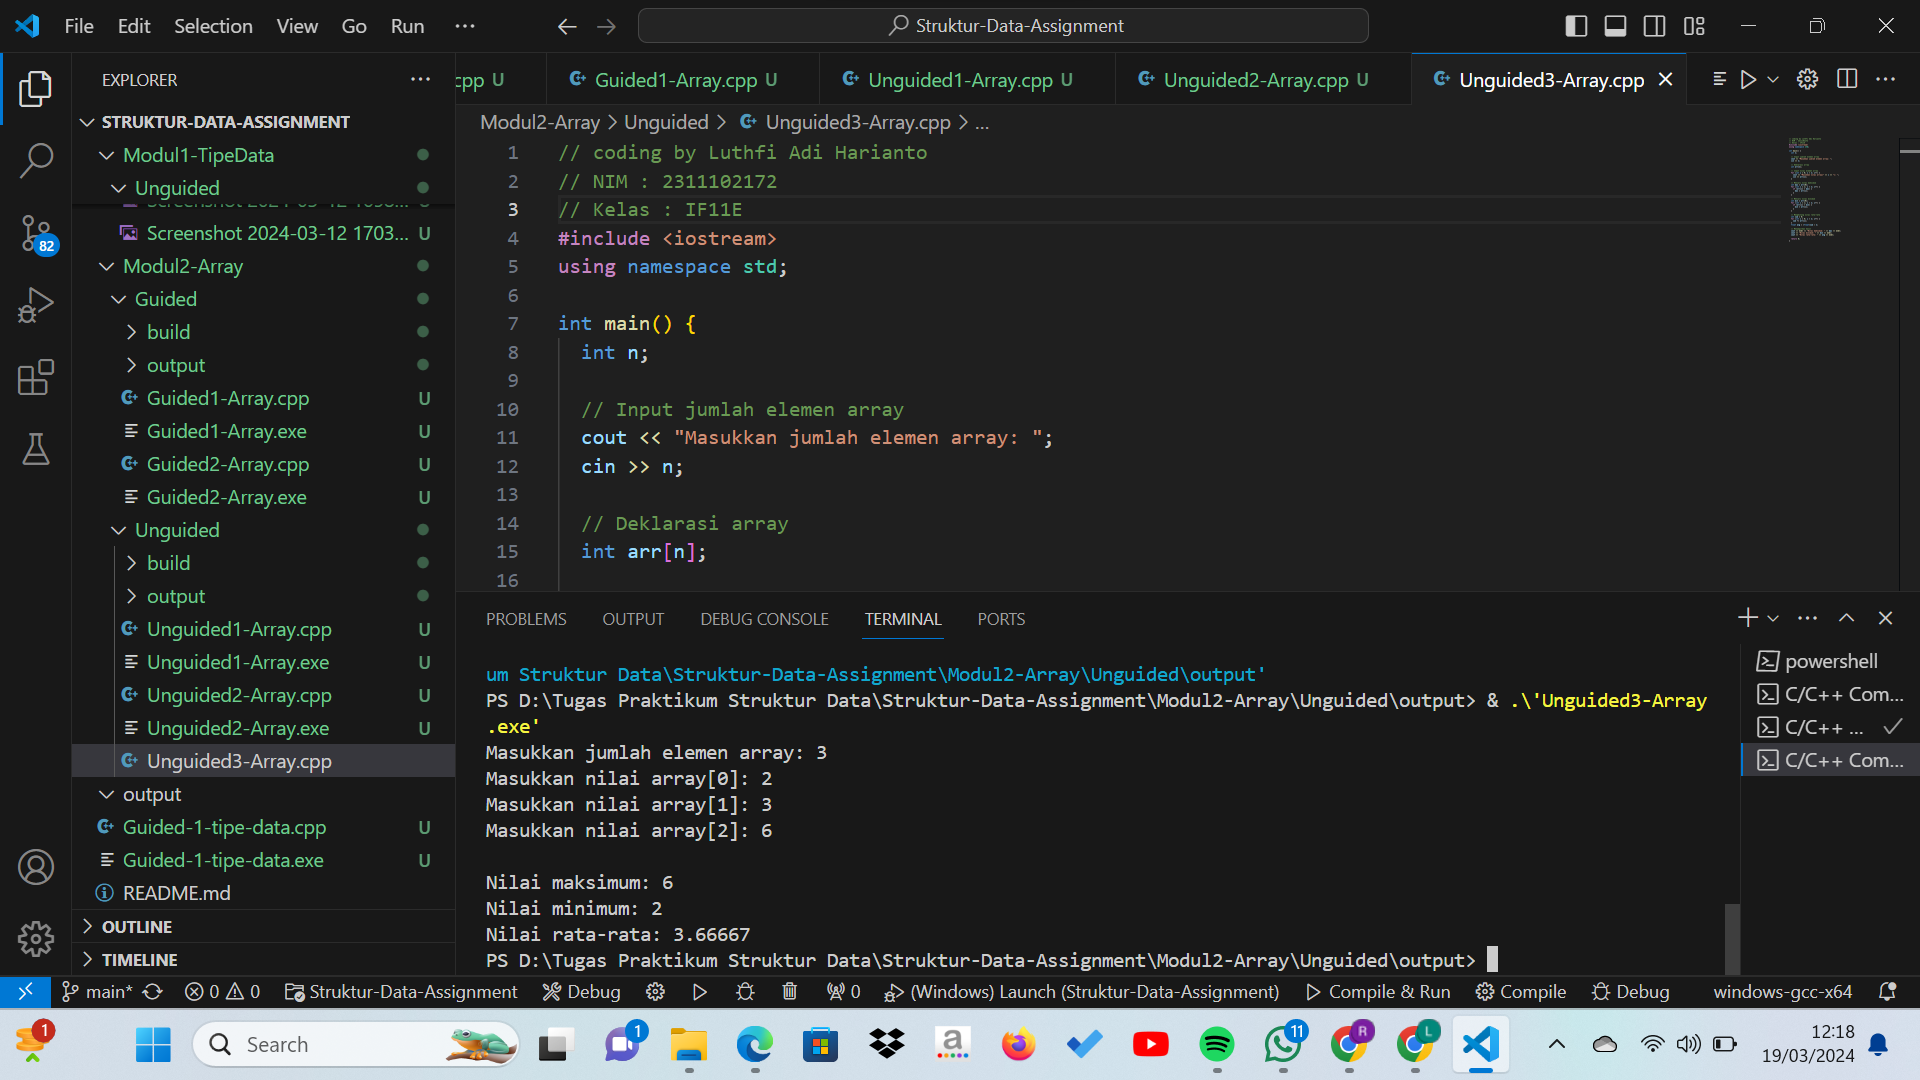 File Edit Selection View Go Run ... Struktur-Data-Assignment
EXPLORER
cpp U Guided1-Array.cpp U Unguided1-Array.cpp U Unguided2-Array.cpp U Unguided3-Array.cpp
Modul2-Array > Unguided > Unguided3-Array.cpp > ...
STRUKTUR-DATA-ASSIGNMENT
Modul1-TipeData
Unguided
Screenshot 2024-03-12 1703... U
Modul2-Array
Guided
build
output
Guided1-Array.cpp U
Guided1-Array.exe U
Guided2-Array.cpp U
Guided2-Array.exe U
Unguided
build
output
Unguided1-Array.cpp U
Unguided1-Array.exe U
Unguided2-Array.cpp U
Unguided2-Array.exe U
Unguided3-Array.cpp
output
Guided-1-tipe-data.cpp U
Guided-1-tipe-data.exe U
README.md
OUTLINE
TIMELINE
82
1 // coding by Luthfi Adi Harianto
2 // NIM : 2311102172
3 // Kelas : IF11E
4 #include <iostream>
5 using namespace std;
6
7 int main() {
8 int n;
9
10 // Input jumlah elemen array
11 cout << "Masukkan jumlah elemen array: ";
12 cin >> n;
13
14 // Deklarasi array
15 int arr[n];
16
PROBLEMS OUTPUT DEBUG CONSOLE TERMINAL PORTS
um Struktur Data\Struktur-Data-Assignment\Modul2-Array\Unguided\output'
PS D:\Tugas Praktikum Struktur Data\Struktur-Data-Assignment\Modul2-Array\Unguided\output> & .\'Unguided3-Array
.exe'
Masukkan jumlah elemen array: 3
Masukkan nilai array[0]: 2
Masukkan nilai array[1]: 3
Masukkan nilai array[2]: 6
Nilai maksimum: 6
Nilai minimum: 2
Nilai rata-rata: 3.66667
PS D:\Tugas Praktikum Struktur Data\Struktur-Data-Assignment\Modul2-Array\Unguided\output>
powershell
C/C++ Com...
C/C++ ...
C/C++ Com...
main* 0 0 Struktur-Data-Assignment Debug 0 (Windows) Launch (Struktur-Data-Assignment) Compile & Run Compile Debug windows-gcc-x64
1 Search 1 a 11 R L 12:18
19/03/2024